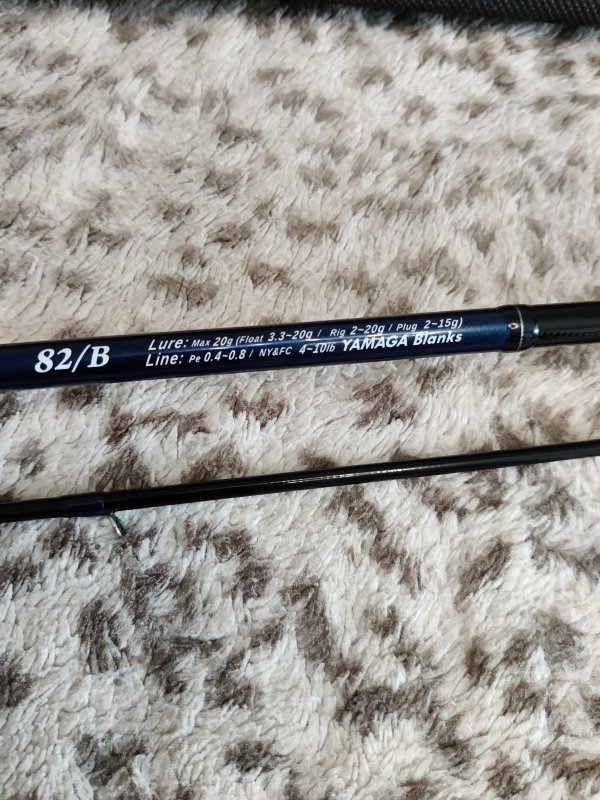 82/B
Lure: Max 20g (Float 3.3~20g / Rig 2~20g / Plug 2~15g)
Line: Pe 0.4~0.8 / NY&FC 4~10lb YAMAGA Blanks